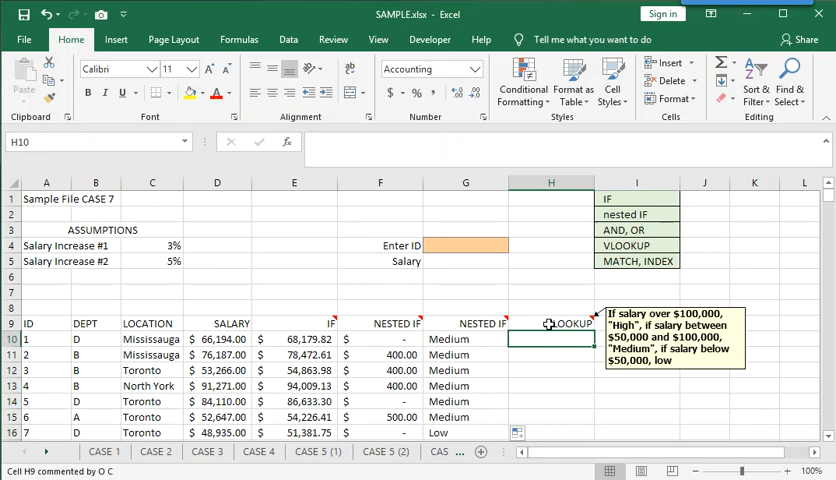 SAMPLE.xlsx - Excel
Sign in
File Home Insert Page Layout Formulas Data Review View Developer Help Tell me what you want to do Share
Paste
Calibri 11
B I U
A A
Accounting
$ % ,
Conditional Formatting
Format as Table
Cell Styles
Insert
Delete
Format
Sort & Filter
Find & Select
Clipboard Font Alignment Number Styles Cells Editing
H10 fx
A B C D E F G H I J K L
1 Sample File CASE 7 IF
2 nested IF
3 ASSUMPTIONS AND, OR
4 Salary Increase #1 3% Enter ID VLOOKUP
5 Salary Increase #2 5% Salary MATCH, INDEX
6
7
8
9 ID DEPT LOCATION SALARY IF NESTED IF NESTED IF LOOKUP
If salary over $100,000,
"High", if salary between
$50,000 and $100,000,
"Medium", if salary below
$50,000, low
10 1 D Mississauga $ 66,194.00 $ 68,179.82 $ - Medium
11 2 B Mississauga $ 76,187.00 $ 78,472.61 $ 400.00 Medium
12 3 B Toronto $ 53,266.00 $ 54,863.98 $ 400.00 Medium
13 4 B North York $ 91,271.00 $ 94,009.13 $ 400.00 Medium
14 5 D Toronto $ 84,110.00 $ 86,633.30 $ - Medium
15 6 A Toronto $ 52,647.00 $ 54,226.41 $ 500.00 Medium
16 7 D Toronto $ 48,935.00 $ 51,381.75 $ - Low
CASE 1 CASE 2 CASE 3 CASE 4 CASE 5 (1) CASE 5 (2) CAS ...
Cell H9 commented by O C
100%